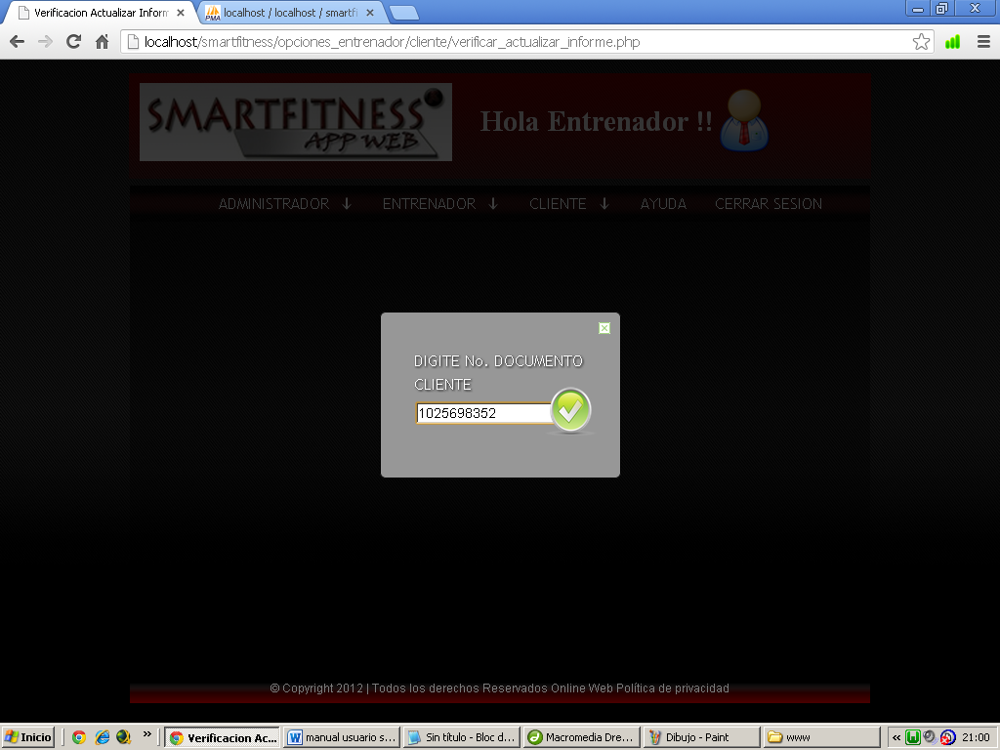 Verificacion Actualizar Inform
localhost / localhost / smartfi
localhost/smartfitness/opciones_entrenador/cliente/verificar_actualizar_informe.php
SMARTFITNESS
APP WEB
Hola Entrenador !!
ADMINISTRADOR ENTRENADOR CLIENTE AYUDA CERRAR SESION
DIGITE No. DOCUMENTO
CLIENTE
1025698352
© Copyright 2012 | Todos los derechos Reservados Online Web Política de privacidad
Inicio » Verificacion Ac... manual usuario s... Sin título - Bloc d... Macromedia Dre... Dibujo - Paint www « 21:00